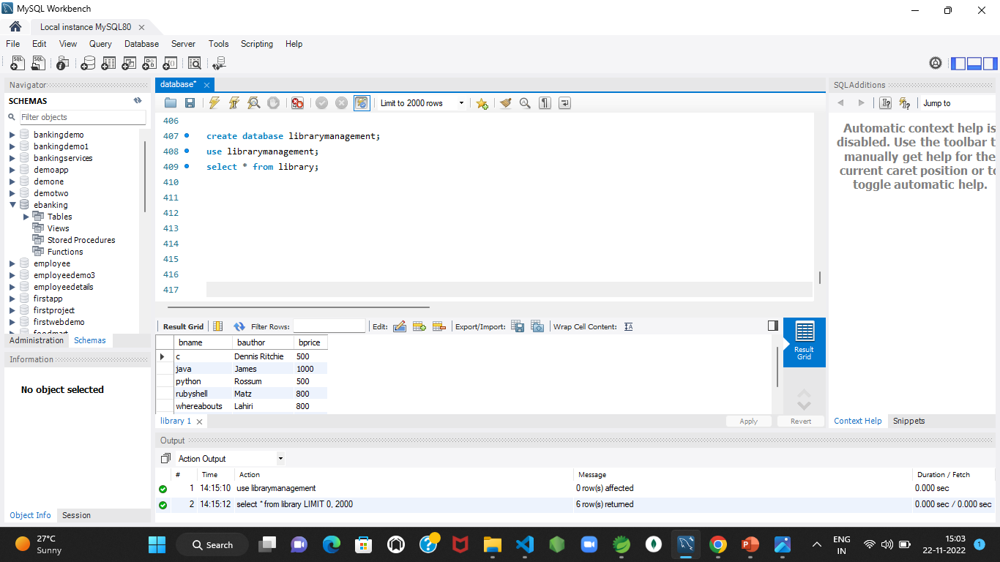 MySQL Workbench
Local instance MySQL80
File Edit View Query Database Server Tools Scripting Help
Navigator
SCHEMAS
Filter objects
bankingdemo
bankingdemo1
bankingservices
demoapp
demone
demotwo
ebanking
Tables
Views
Stored Procedures
Functions
employee
employeedemo3
employeedetails
firstapp
firstproject
firstwebdemo
Administration Schemas
Information
No object selected
Object Info Session
database*
Limit to 2000 rows
406
407 create database librarymanagement;
408 use librarymanagement;
409 select * from library;
410
411
412
413
414
415
416
417
Result Grid Filter Rows: Edit: Export/Import: Wrap Cell Content:
bname bauthor bprice
c Dennis Ritchie 500
java James 1000
python Rossum 500
rubyshell Matz 800
whereabouts Lahiri 800
Result
Grid
library 1 Apply Revert
SQLAdditions
Jump to
Automatic context help is
disabled. Use the toolbar t
manually get help for the
current caret position or to
toggle automatic help.
Context Help Snippets
Output
Action Output
# Time Action Message Duration / Fetch
1 14:15:10 use librarymanagement 0 row(s) affected 0.000 sec
2 14:15:12 select * from library LIMIT 0, 2000 6 row(s) returned 0.000 sec / 0.000 sec
27°C
Sunny
Search
ENG
IN
15:03
22-11-2022
1